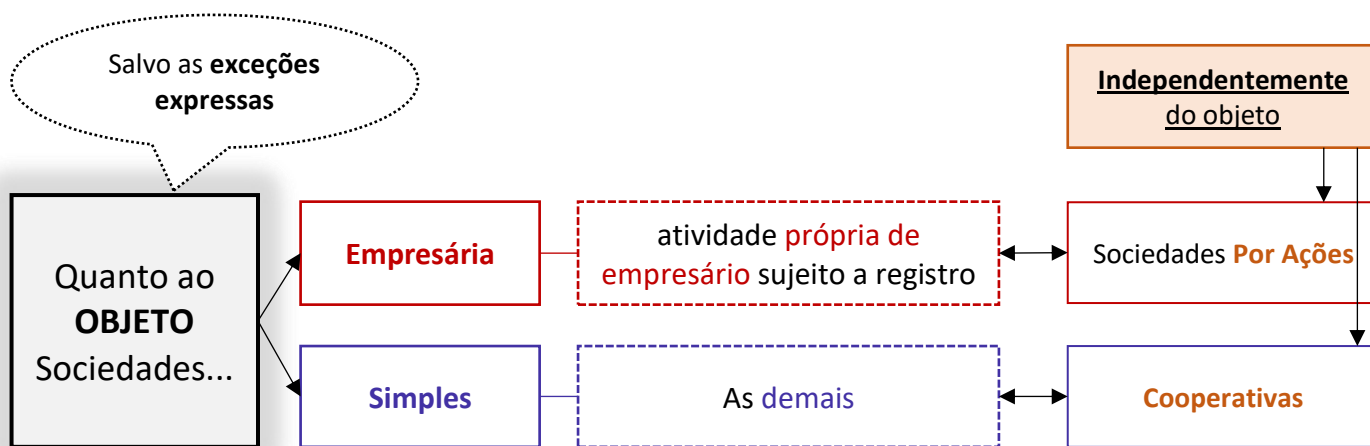 Salvo as exceções
expressas
Independentemente
do objeto
Quanto ao
OBJETO
Sociedades...
Empresária
atividade própria de
empresário sujeito a registro
Sociedades Por Ações
Simples
As demais
Cooperativas